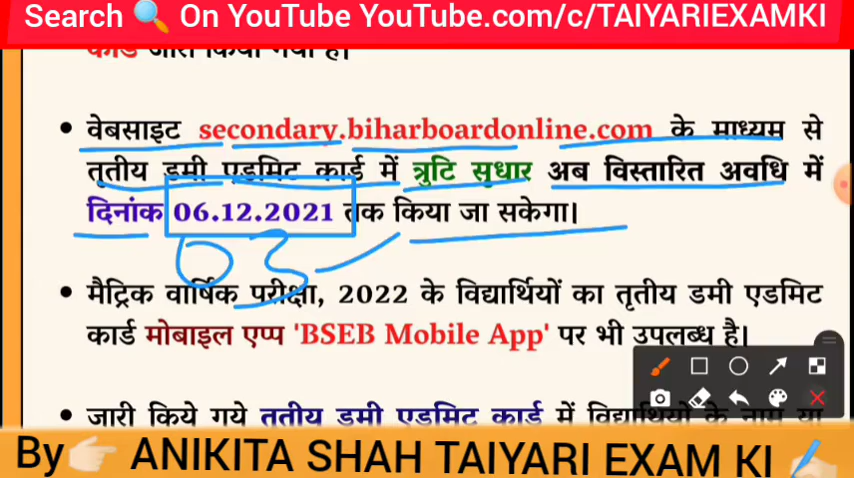 Search 🔍 On YouTube YouTube.com/c/TAIYARIEXAMKI
कार्ड जारी किया गया है।
• वेबसाइट secondary.biharboardonline.com के माध्यम से
तृतीय डमी एडमिट कार्ड में त्रुटि सुधार अब विस्तारित अवधि में
दिनांक 06.12.2021 तक किया जा सकेगा।
03
• मैट्रिक वार्षिक परीक्षा, 2022 के विद्यार्थियों का तृतीय डमी एडमिट
कार्ड मोबाइल एप्प 'BSEB Mobile App' पर भी उपलब्ध है।
• जारी किये गये तृतीय डमी एडमिट कार्ड में विद्यार्थियों के नाम या
By👉 ANIKITA SHAH TAIYARI EXAM KI ✍